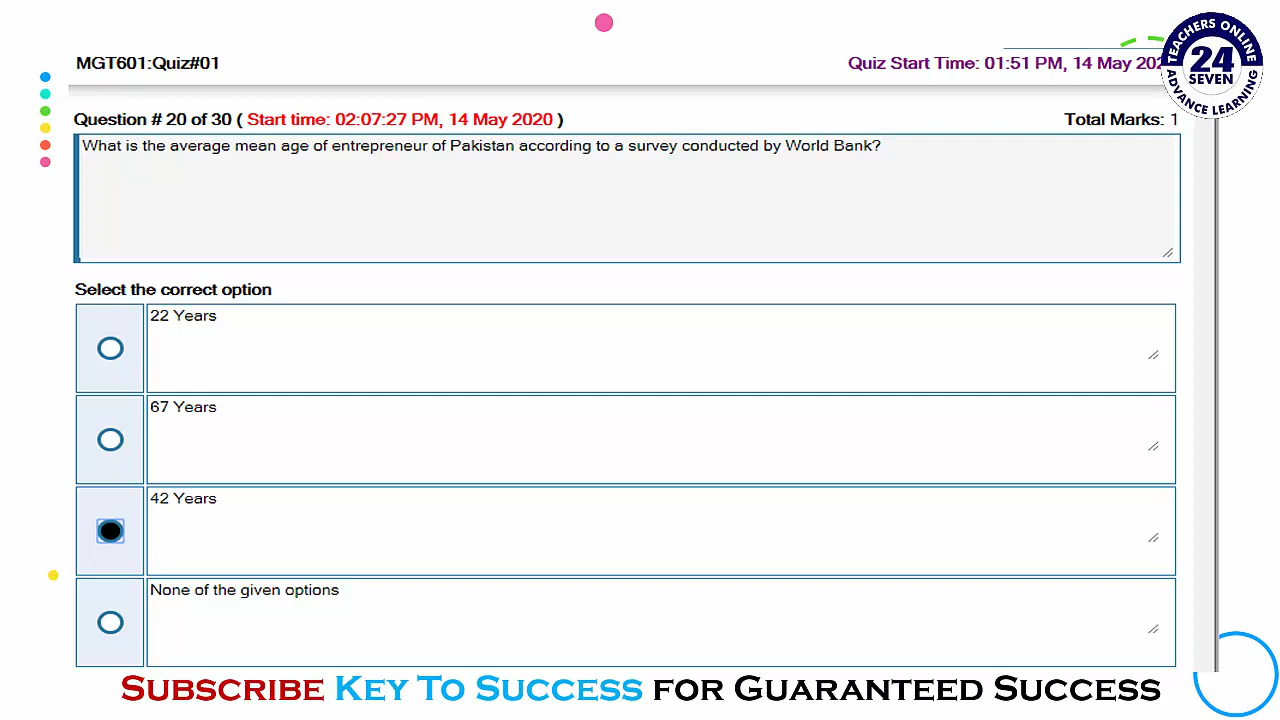 MGT601:Quiz#01
Quiz Start Time: 01:51 PM, 14 May
TEACHERS ONLINE
24
SEVEN
ADVANCE LEARNING
Question # 20 of 30 ( Start time: 02:07:27 PM, 14 May 2020 )
Total Marks: 1
What is the average mean age of entrepreneur of Pakistan according to a survey conducted by World Bank?
Select the correct option
22 Years
67 Years
42 Years
None of the given options
SUBSCRIBE KEY TO SUCCESS FOR GUARANTEED SUCCESS